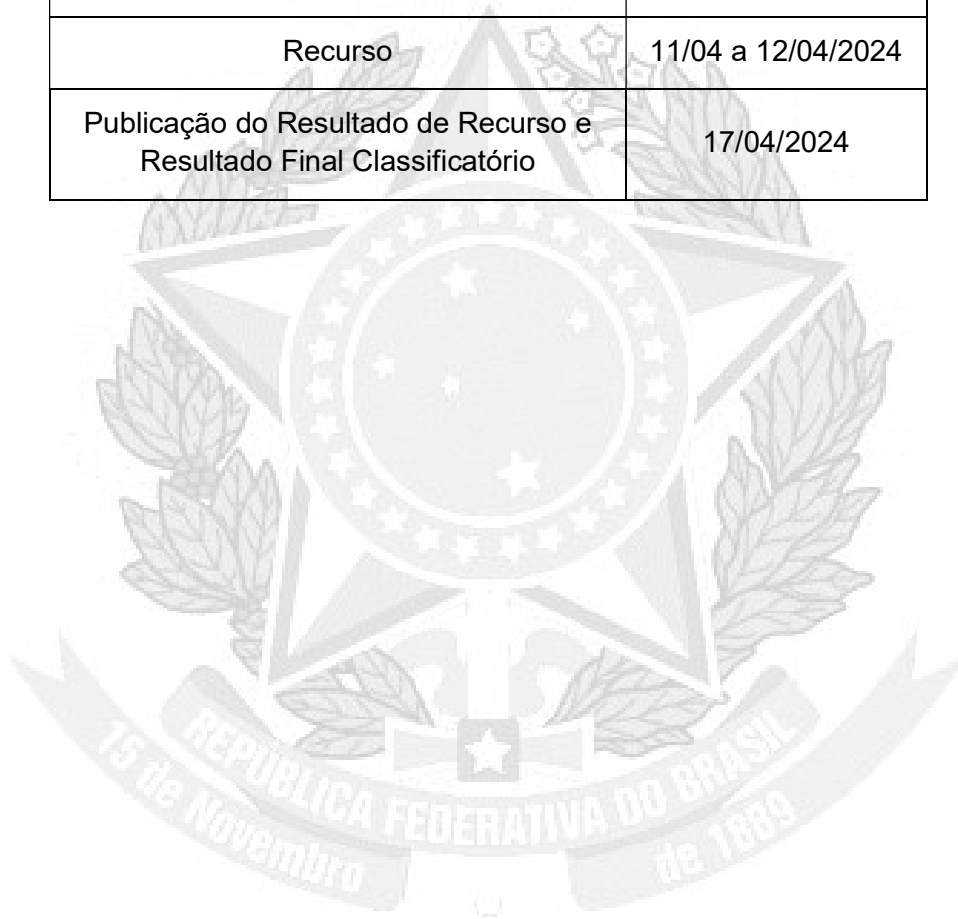 Recurso
11/04 a 12/04/2024
Publicação do Resultado de Recurso e
Resultado Final Classificatório
17/04/2024
REPÚBLICA FEDERATIVA DO BRASIL
15 de Novembro
de 1889